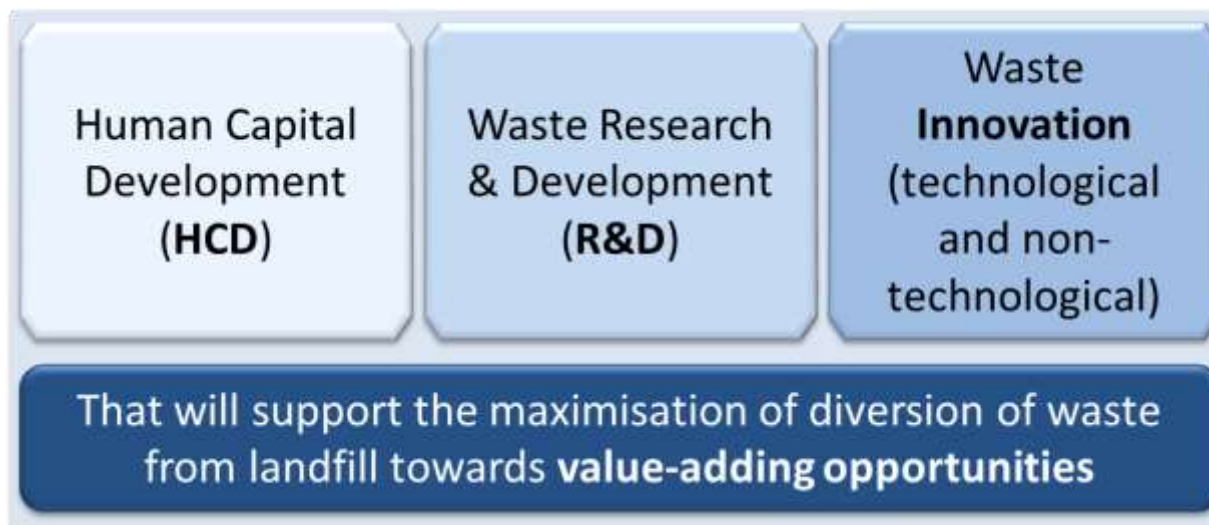 Human Capital
Development
(HCD)
Waste Research
& Development
(R&D)
Waste
Innovation
(technological
and non-
technological)
That will support the maximisation of diversion of waste
from landfill towards value-adding opportunities